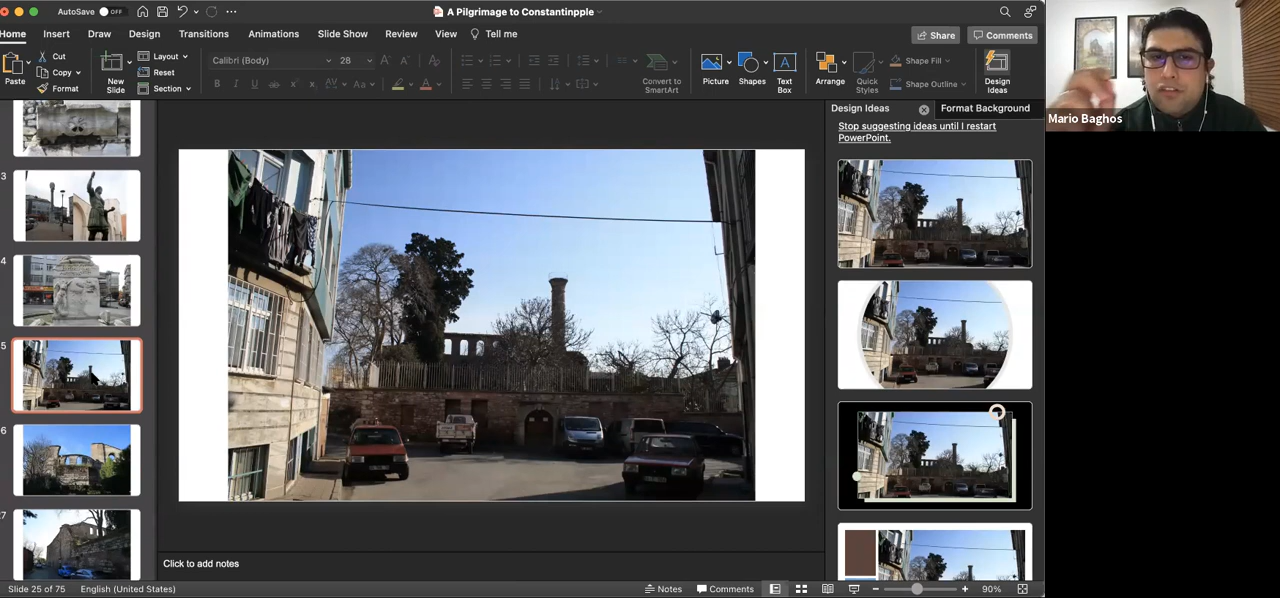 AutoSave OFF
A Pilgrimage to Constantinpple
Home Insert Draw Design Transitions Animations Slide Show Review View Tell me
Share Comments
Paste
Cut
Copy
Format
New Slide
Layout
Reset
Section
Calibri (Body) 28
Convert to SmartArt
Picture
Shapes
Text Box
Arrange
Quick Styles
Shape Fill
Shape Outline
Design Ideas
Design Ideas Format Background
Stop suggesting ideas until I restart
PowerPoint.
Mario Baghos
3
4
5
6
27
Click to add notes
Slide 25 of 75 English (United States) Notes Comments 90%